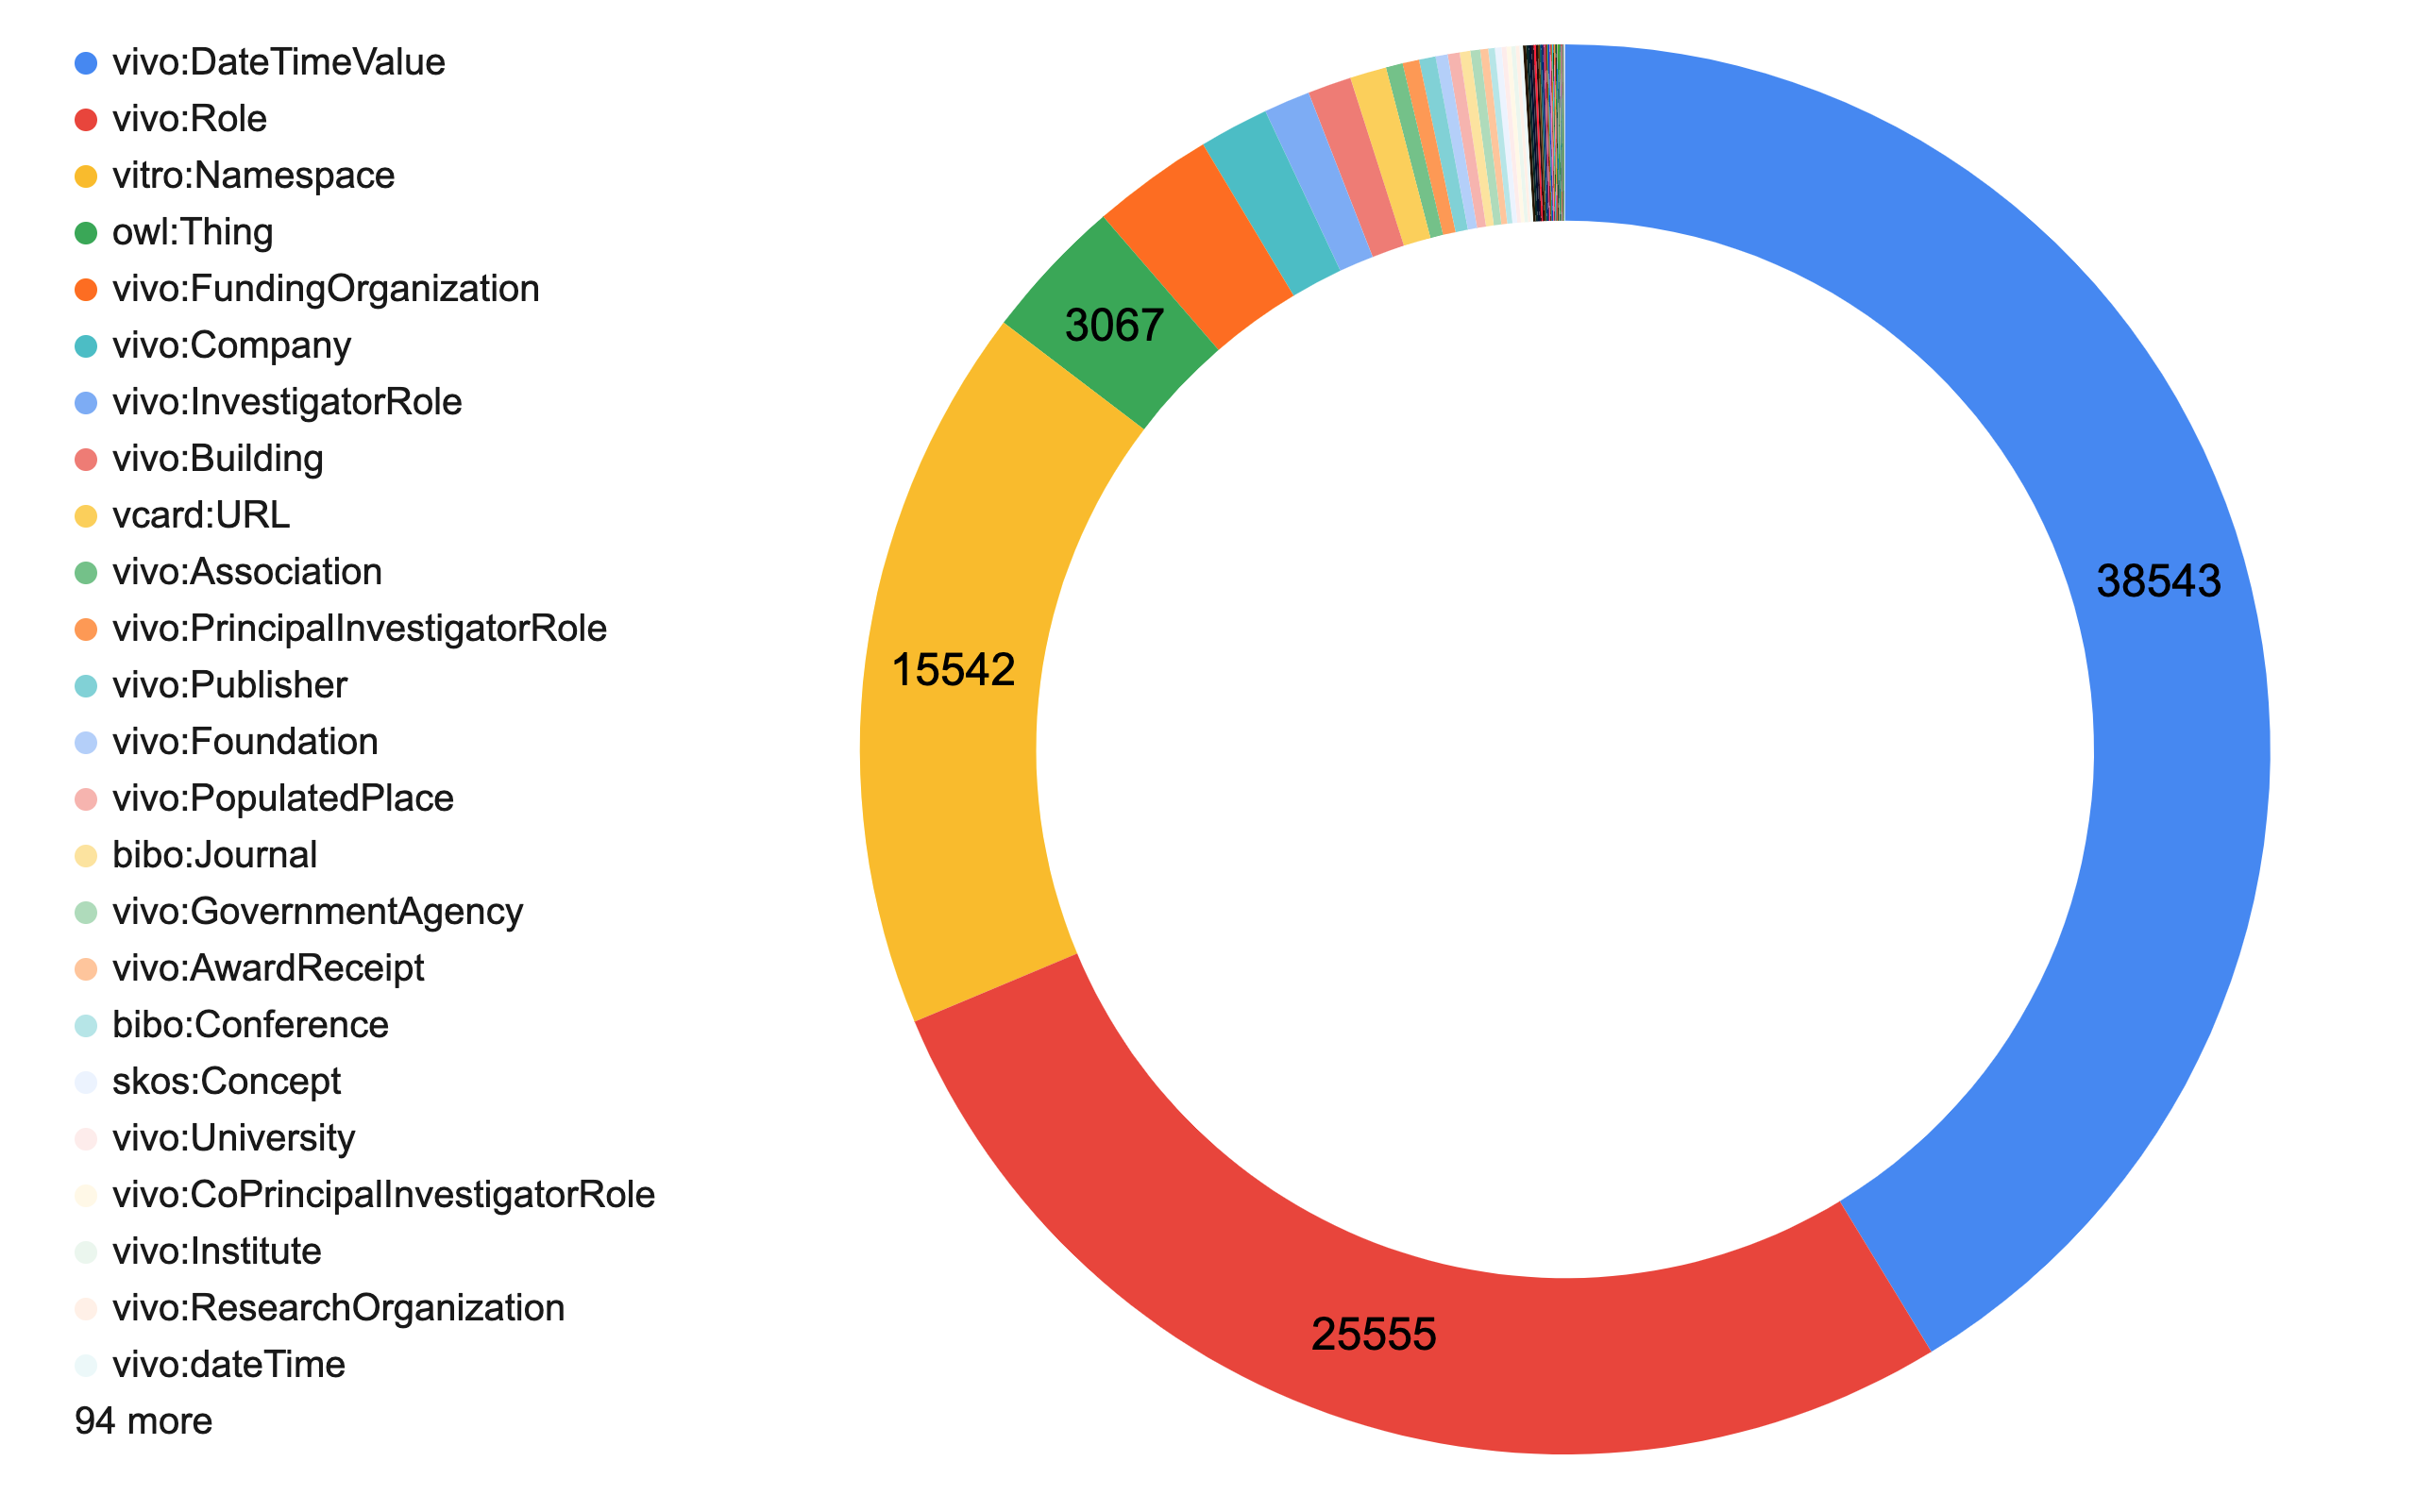 vivo:DateTimeValue
vivo:Role
vitro:Namespace
owl:Thing
vivo:FundingOrganization
vivo:Company
vivo:InvestigatorRole
vivo:Building
vcard:URL
vivo:Association
vivo:PrincipalInvestigatorRole
vivo:Publisher
vivo:Foundation
vivo:PopulatedPlace
bibo:Journal
vivo:GovernmentAgency
vivo:AwardReceipt
bibo:Conference
skos:Concept
vivo:University
vivo:CoPrincipalInvestigatorRole
vivo:Institute
vivo:ResearchOrganization
vivo:dateTime
94 more
3067
38543
15542
25555